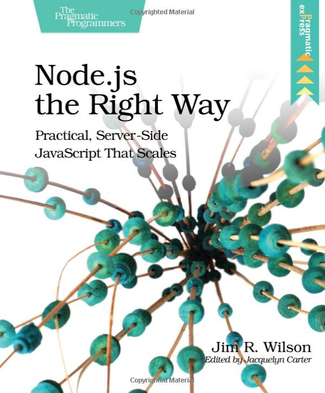 Copyrighted Material
The
Pragmatic
Programmers
Pragmatic
exPress
Node.js
the Right Way
Practical, Server-Side
JavaScript That Scales
Jim R. Wilson
Edited by Jacquelyn Carter
Copyrighted Material